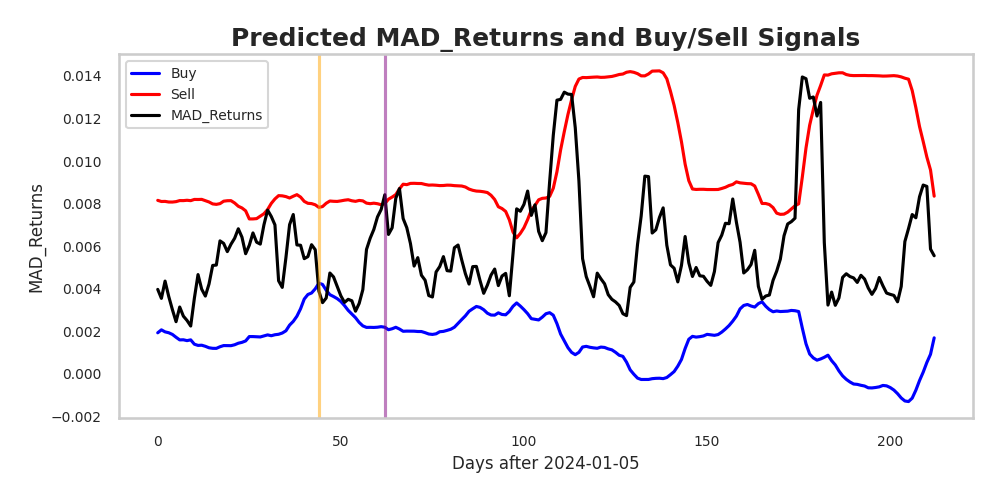 Predicted MAD_Returns and Buy/Sell Signals
Buy
Sell
MAD_Returns
MAD_Returns
0.014
0.012
0.010
0.008
0.006
0.004
0.002
0.000
−0.002
0
50
100
150
200
Days after 2024-01-05